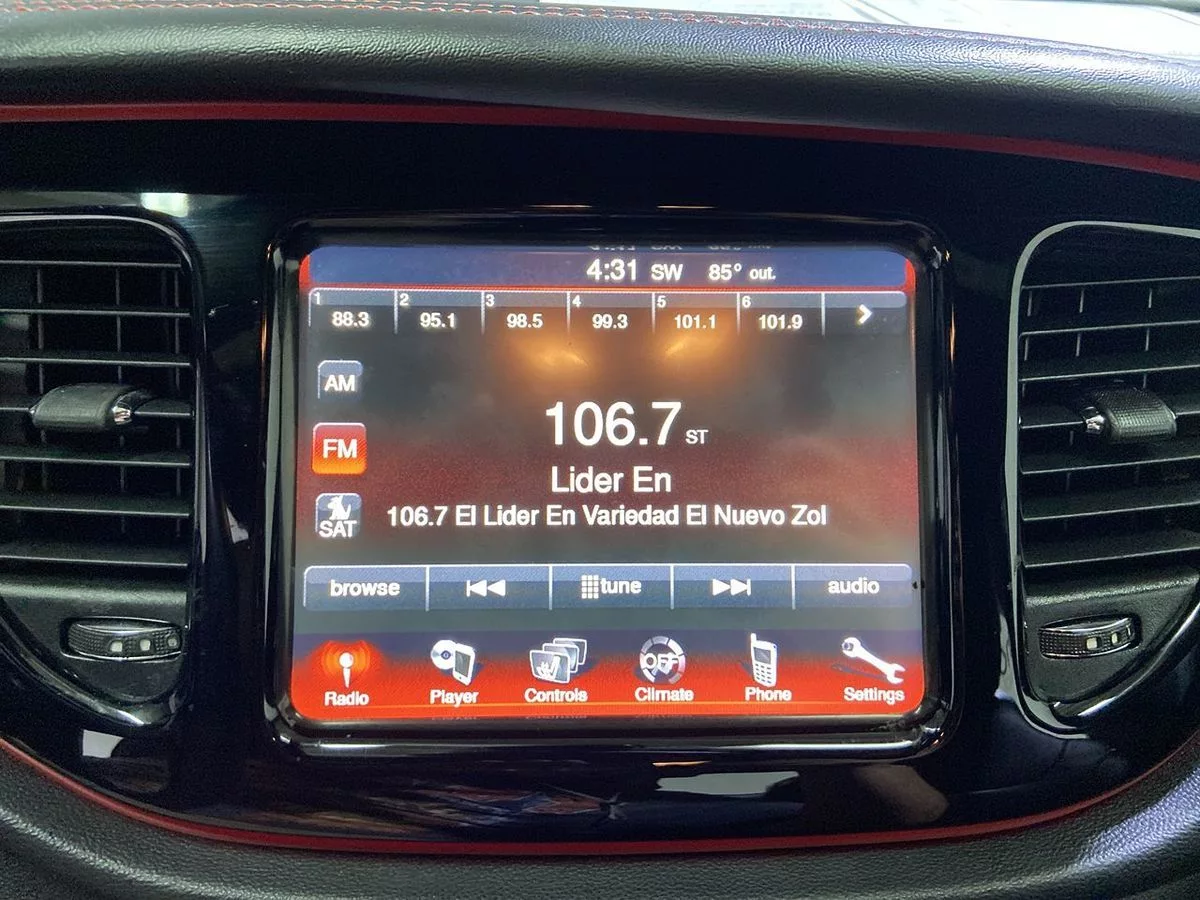 4:31 SW 85° out.
1 2 3 4 5 6
88.3 95.1 98.5 99.3 101.1 101.9
AM
106.7 ST
FM
Lider En
SAT
106.7 El Lider En Variedad El Nuevo Zol
browse tune audio
OFF
Radio Player Controls Climate Phone Settings